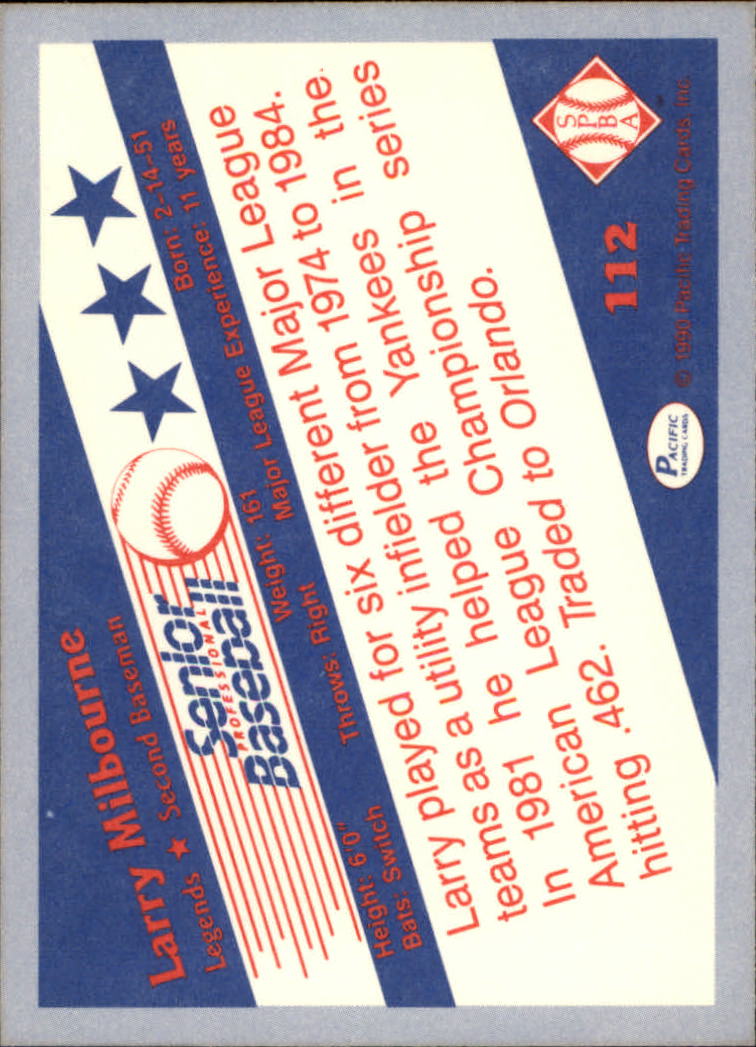 Larry Milbourne
Legends ★ Second Baseman
Senior
PROFESSIONAL
Baseball
Height: 6'0" Weight: 161 Born: 2-14-51
Bats: Switch Throws: Right Major League Experience: 11 years
Larry played for six different Major League
teams as a utility infielder from 1974 to 1984.
In 1981 he helped the Yankees in the
American League Championship series
hitting .462. Traded to Orlando.
PACIFIC
TRADING CARDS
© 1990 Pacific Trading Cards, Inc.
112
S
P
B
A